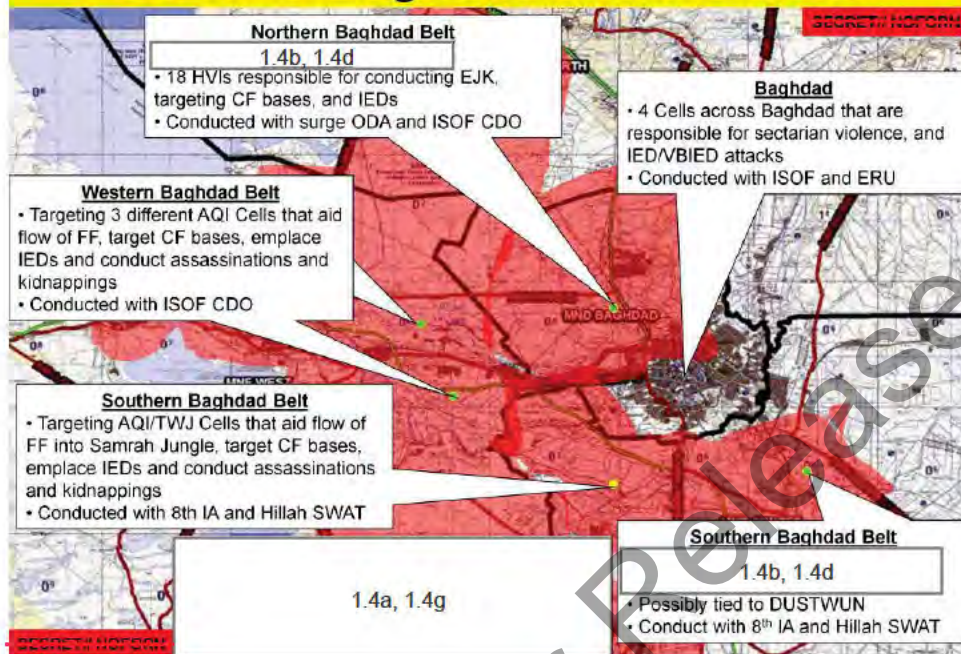 SECRET//NOFORN
Northern Baghdad Belt
1.4b, 1.4d
• 18 HVIs responsible for conducting EJK,
targeting CF bases, and IEDs
• Conducted with surge ODA and ISOF CDO
Baghdad
• 4 Cells across Baghdad that are
responsible for sectarian violence, and
IED/VBIED attacks
• Conducted with ISOF and ERU
Western Baghdad Belt
• Targeting 3 different AQI Cells that aid
flow of FF, target CF bases, emplace
IEDs and conduct assassinations and
kidnappings
• Conducted with ISOF CDO
MND BAGHDAD
MNF WEST
Southern Baghdad Belt
• Targeting AQI/TWJ Cells that aid flow of
FF into Samrah Jungle, target CF bases,
emplace IEDs and conduct assassinations
and kidnappings
• Conducted with 8th IA and Hillah SWAT
Southern Baghdad Belt
1.4b, 1.4d
• Possibly tied to DUSTWUN
• Conduct with 8th IA and Hillah SWAT
1.4a, 1.4g
SECRET//NOFORN
Release